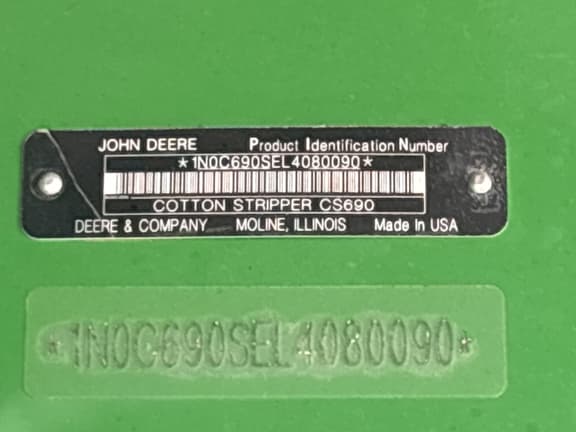 JOHN DEERE Product Identification Number
*1N0C690SEL4080090*
COTTON STRIPPER CS690
DEERE & COMPANY MOLINE, ILLINOIS Made In USA
*1N0C690SEL4080090*